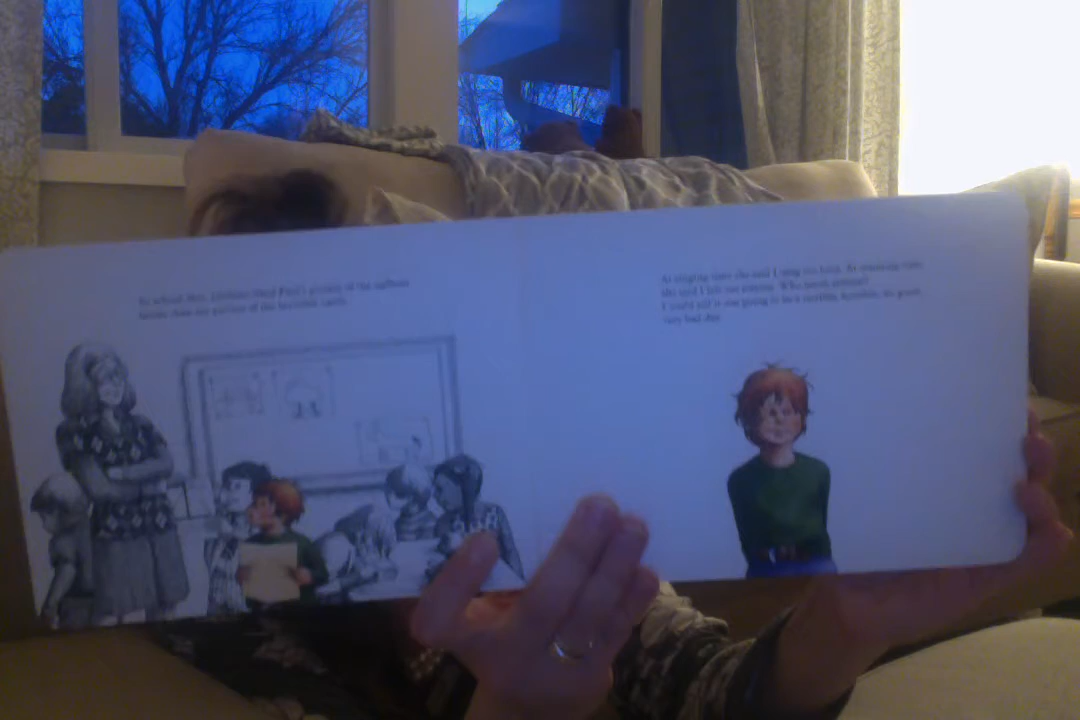 At school Mrs. Dickens liked Paul's picture of the sailboat
better than my picture of the invisible castle.
At singing time she said I sang too loud. At counting time
she said I left out sixteen. Who needs sixteen?
I could tell it was going to be a terrible, horrible, no good,
very bad day.